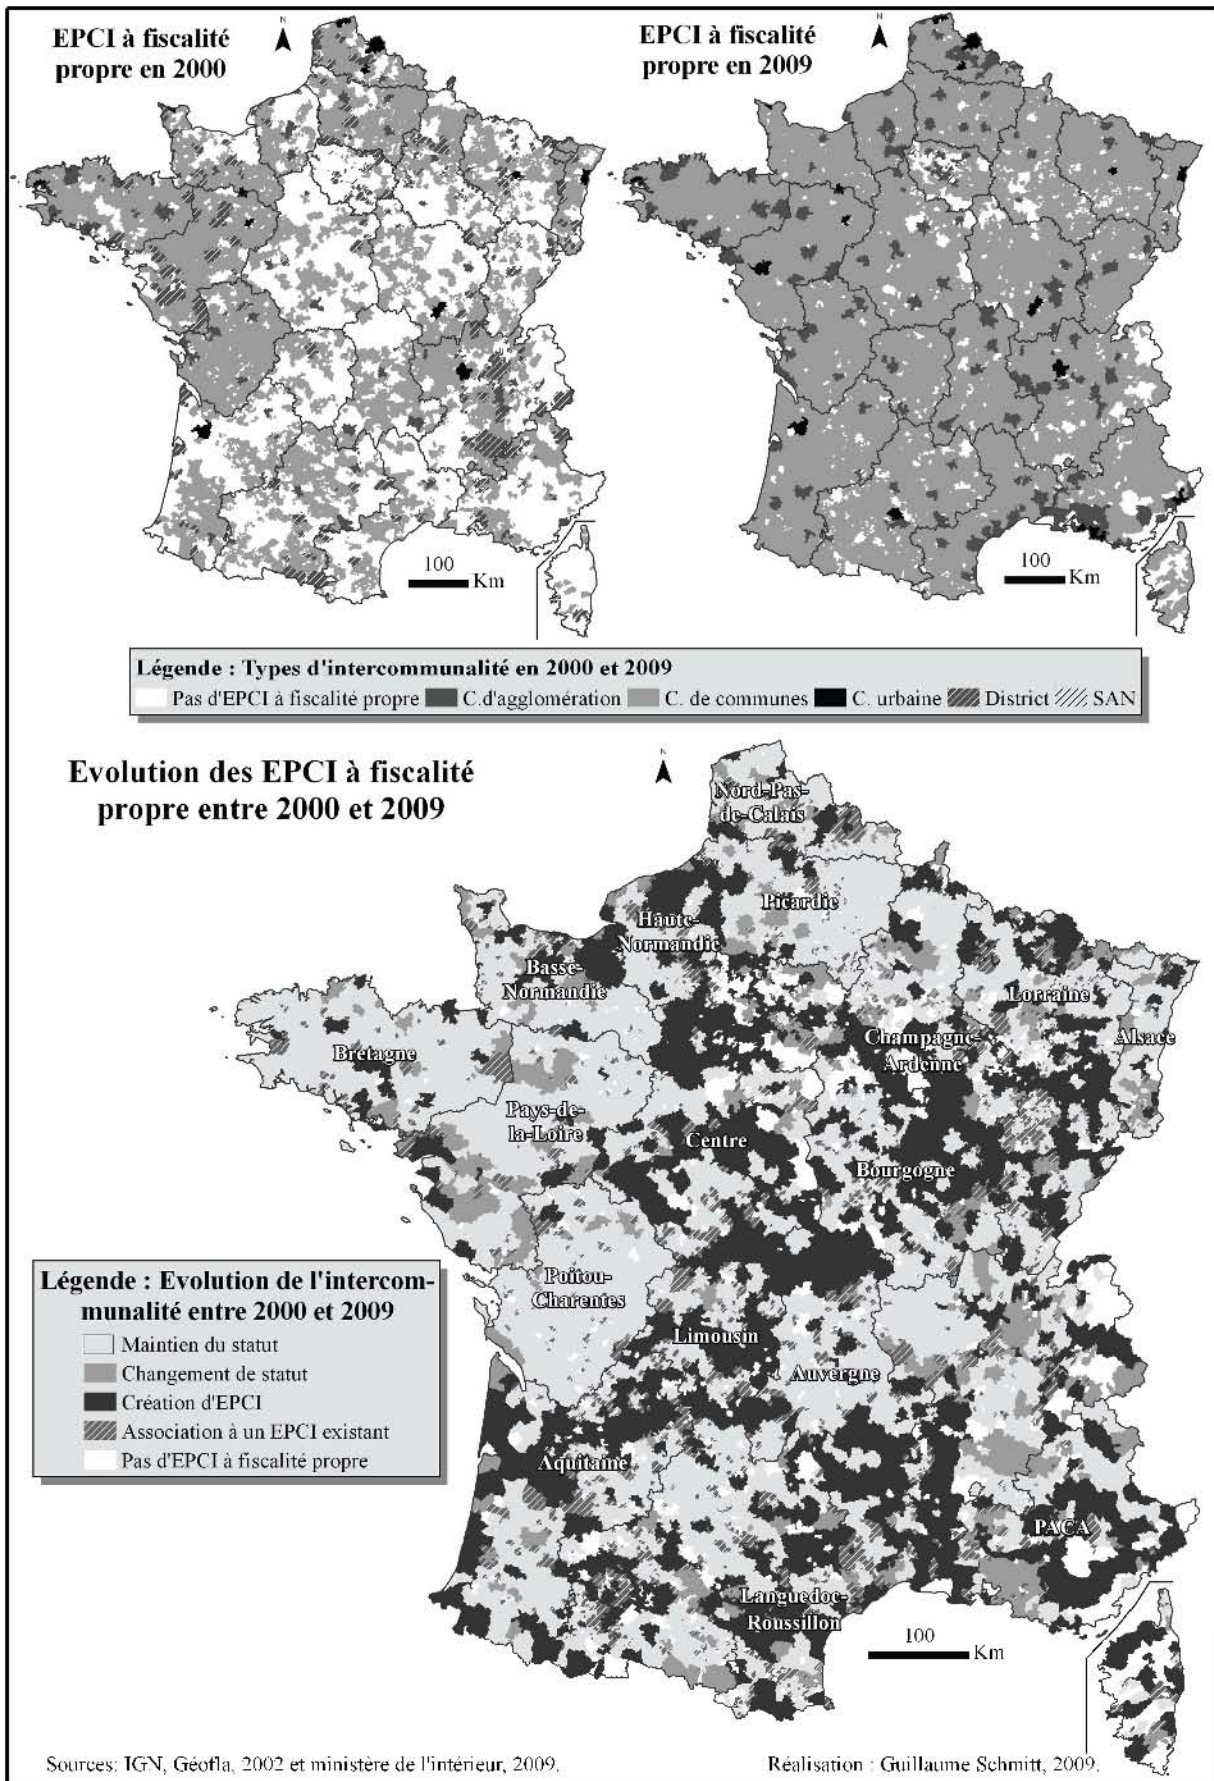 EPCI à fiscalité
propre en 2000
N
EPCI à fiscalité
propre en 2009
N
100
Km
100
Km
Légende : Types d'intercommunalité en 2000 et 2009
Pas d'EPCI à fiscalité propre C.d'agglomération C. de communes C. urbaine District SAN
Evolution des EPCI à fiscalité
propre entre 2000 et 2009
N
Nord-Pas-
de-Calais
Picardie
Haute-
Normandie
Basse-
Normandie
Lorraine
Champagne-
Ardenne
Alsace
Bretagne
Pays-de-
la-Loire
Centre
Bourgogne
Légende : Evolution de l'intercom-
munalité entre 2000 et 2009
Maintien du statut
Changement de statut
Création d'EPCI
Association à un EPCI existant
Pas d'EPCI à fiscalité propre
Poitou-
Charentes
Limousin
Auvergne
Aquitaine
PACA
Languedoc-
Roussillon
100
Km
Sources: IGN, Géofla, 2002 et ministère de l'intérieur, 2009.
Réalisation : Guillaume Schmitt, 2009.